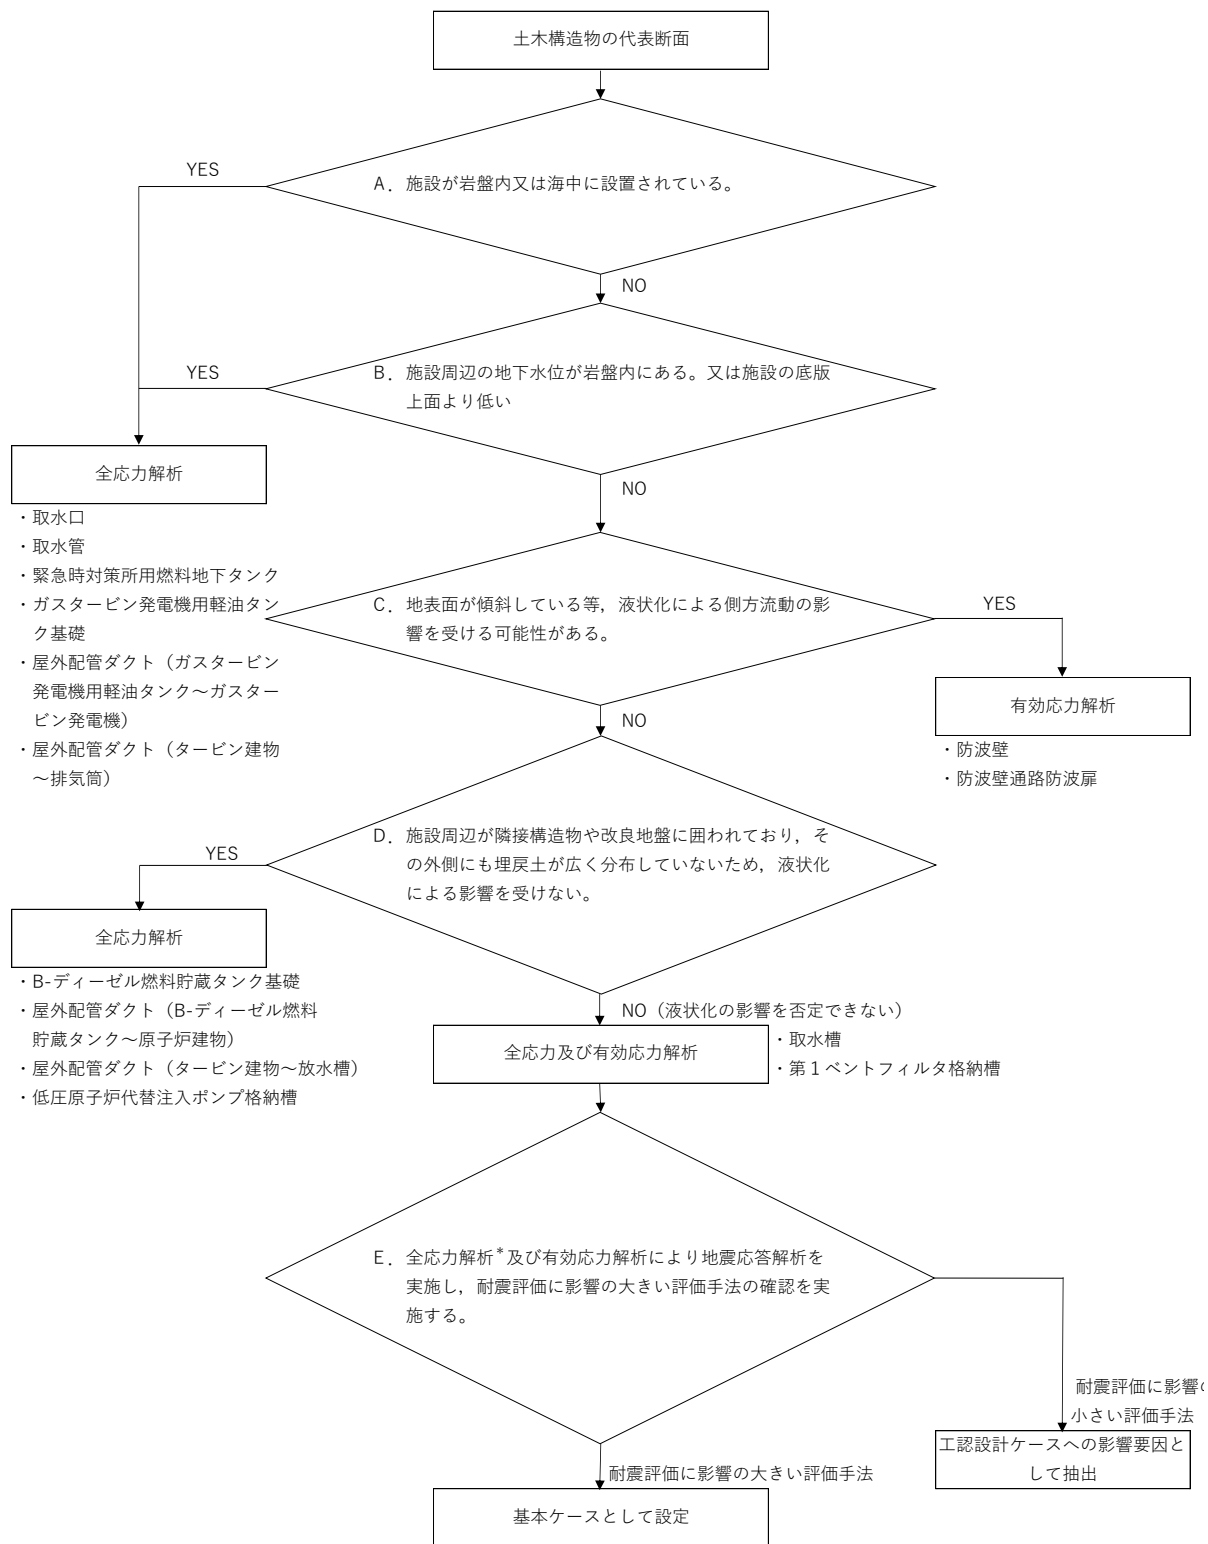 土木構造物の代表断面
YES
A．施設が岩盤内又は海中に設置されている。
NO
YES
B．施設周辺の地下水位が岩盤内にある。又は施設の底版
上面より低い
NO
全応力解析
・取水口
・取水管
・緊急時対策所用燃料地下タンク
・ガスタービン発電機用軽油タン
ク基礎
・屋外配管ダクト（ガスタービン
発電機用軽油タンク～ガスター
ビン発電機）
・屋外配管ダクト（タービン建物
～排気筒）
C．地表面が傾斜している等，液状化による側方流動の影
響を受ける可能性がある。
YES
有効応力解析
・防波壁
・防波壁通路防波扉
NO
YES
D．施設周辺が隣接構造物や改良地盤に囲われており，そ
の外側にも埋戻土が広く分布していないため，液状化
による影響を受けない。
全応力解析
・B-ディーゼル燃料貯蔵タンク基礎
・屋外配管ダクト（B-ディーゼル燃料
貯蔵タンク～原子炉建物）
・屋外配管ダクト（タービン建物～放水槽）
・低圧原子炉代替注入ポンプ格納槽
NO（液状化の影響を否定できない）
全応力及び有効応力解析
・取水槽
・第１ベントフィルタ格納槽
E．全応力解析*及び有効応力解析により地震応答解析を
実施し，耐震評価に影響の大きい評価手法の確認を実
施する。
耐震評価に影響
小さい評価手法
工認設計ケースへの影響要因と
して抽出
耐震評価に影響の大きい評価手法
基本ケースとして設定